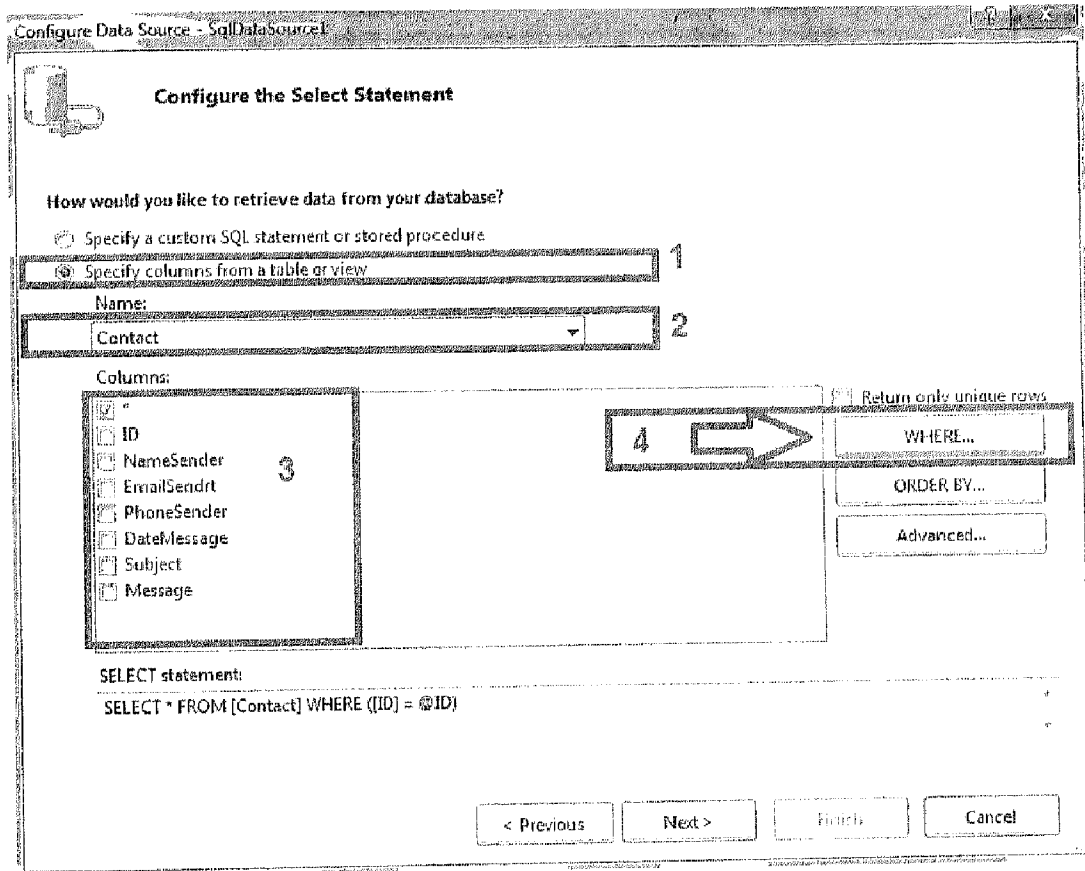 Configure Data Source - SqlDataSource1
Configure the Select Statement
How would you like to retrieve data from your database?
Specify a custom SQL statement or stored procedure
Specify columns from a table or view
1
Name:
Contact
2
Columns:
*
ID
NameSender
EmailSendrt
PhoneSender
DateMessage
Subject
Message
3
Return only unique rows
4
WHERE...
ORDER BY...
Advanced...
SELECT statement:
SELECT * FROM [Contact] WHERE ([ID] = @ID)
< Previous
Next >
Finish
Cancel